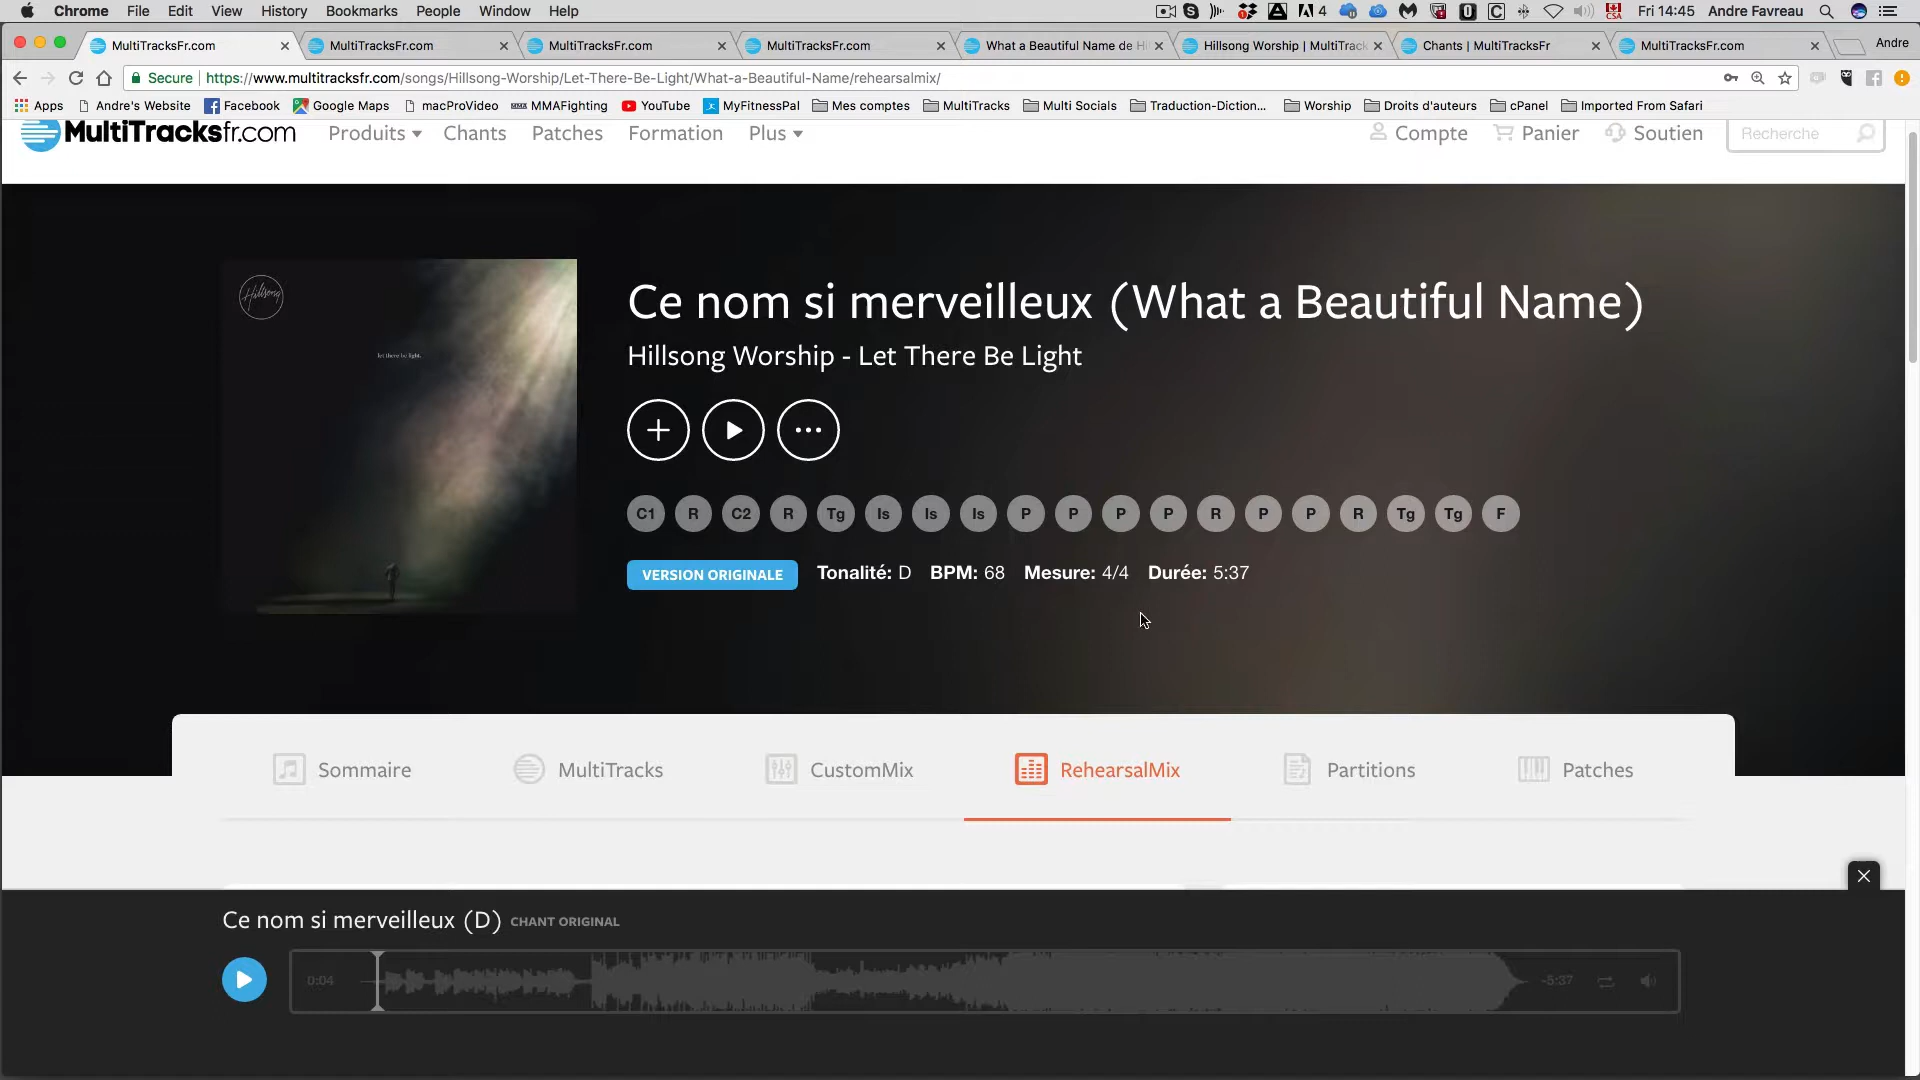 Chrome File Edit View History Bookmarks People Window Help 4 Fri 14:45 Andre Favreau
MultiTracksFr.com MultiTracksFr.com MultiTracksFr.com MultiTracksFr.com What a Beautiful Name de Hi Hillsong Worship | MultiTrack Chants | MultiTracksFr MultiTracksFr.com Andre
Secure https://www.multitracksfr.com/songs/Hillsong-Worship/Let-There-Be-Light/What-a-Beautiful-Name/rehearsalmix/
Apps Andre's Website Facebook Google Maps macProVideo MMAFighting YouTube MyFitnessPal Mes comptes MultiTracks Multi Socials Traduction-Diction... Worship Droits d'auteurs cPanel Imported From Safari
MultiTracksfr.com Produits Chants Patches Formation Plus Compte Panier Soutien Recherche
Hillsong
let there be light.
Ce nom si merveilleux (What a Beautiful Name)
Hillsong Worship - Let There Be Light
C1 R C2 R Tg Is Is Is P P P P R P P R Tg Tg F
VERSION ORIGINALE Tonalité: D BPM: 68 Mesure: 4/4 Durée: 5:37
Sommaire MultiTracks CustomMix RehearsalMix Partitions Patches
Ce nom si merveilleux (D) CHANT ORIGINAL
0:04 -5:37